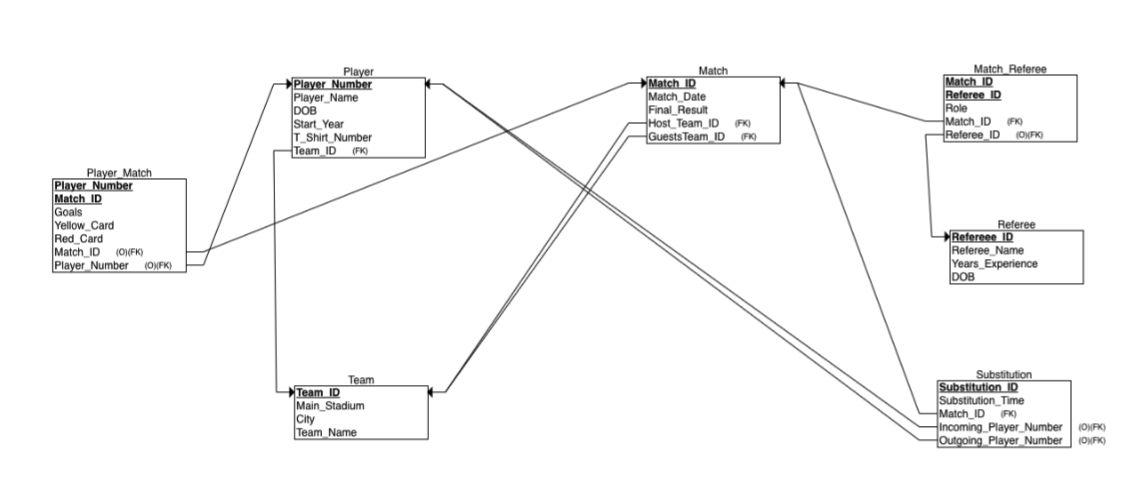 Player
Player_Number
Player_Name
DOB
Start_Year
T_Shirt_Number
Team_ID (FK)
Match
Match_ID
Match_Date
Final_Result
Host_Team_ID (FK)
GuestsTeam_ID (FK)
Match_Referee
Match_ID
Referee_ID
Role
Match_ID (FK)
Referee_ID (O)(FK)
Player_Match
Player_Number
Match_ID
Goals
Yellow_Card
Red_Card
Match_ID (O)(FK)
Player_Number (O)(FK)
Referee
Refereee_ID
Referee_Name
Years_Experience
DOB
Team
Team_ID
Main_Stadium
City
Team_Name
Substitution
Substitution_ID
Substitution_Time
Match_ID (FK)
Incoming_Player_Number (O)(FK)
Outgoing_Player_Number (O)(FK)